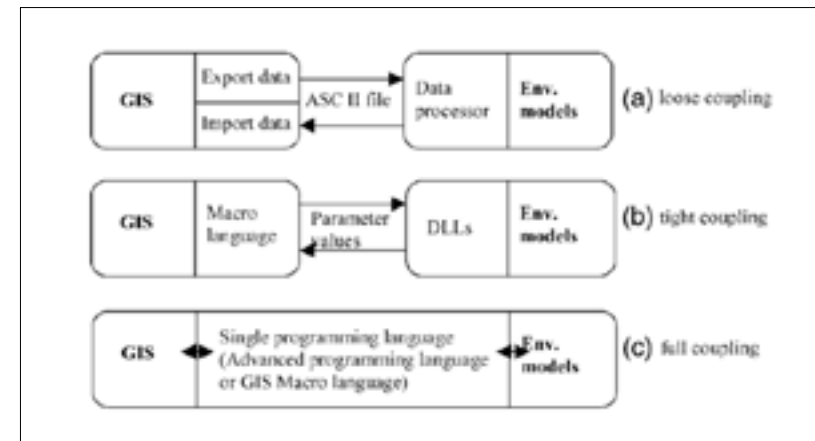 GIS
Export data
Import data
ASC II file
Data
processor
Env.
models
(a) loose coupling
GIS
Macro
language
Parameter
values
DLLs
Env.
models
(b) tight coupling
GIS
Single programming language
(Advanced programming language
or GIS Macro language)
Env.
models
(c) full coupling